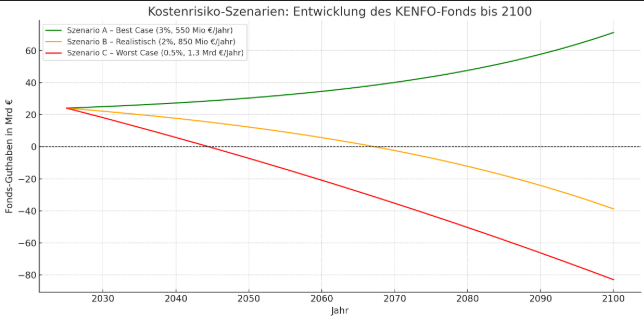 Kostenrisiko-Szenarien: Entwicklung des KENFO-Fonds bis 2100
Szenario A – Best Case (3%, 550 Mio €/Jahr)
Szenario B – Realistisch (2%, 850 Mio €/Jahr)
Szenario C – Worst Case (0.5%, 1.3 Mrd €/Jahr)
Fonds-Guthaben in Mrd €
60
40
20
0
−20
−40
−60
−80
2030
2040
2050
2060
2070
2080
2090
2100
Jahr